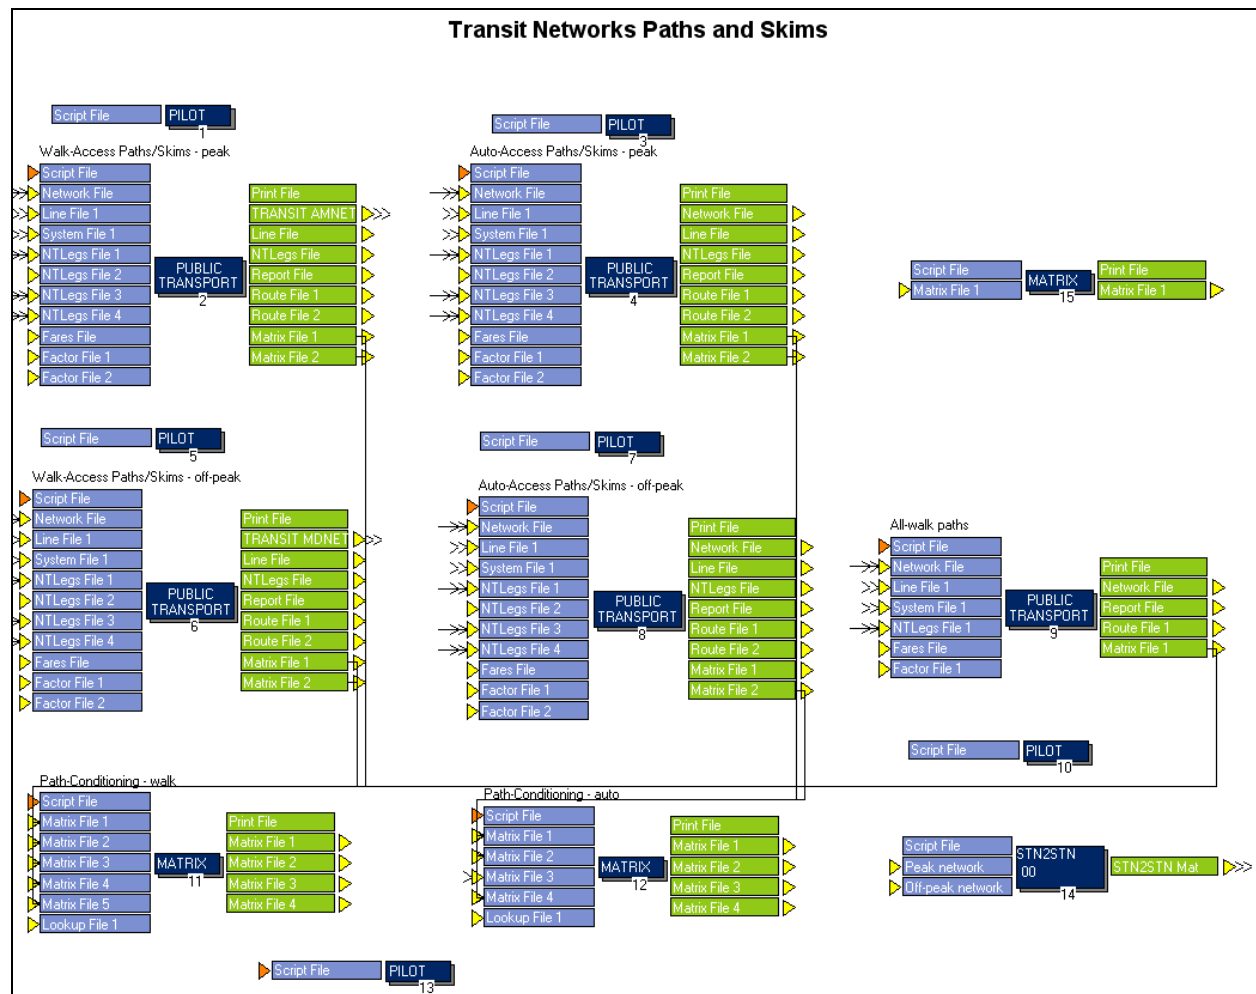 Transit Networks Paths and Skims
Script File
PILOT
1
Walk-Access Paths/Skims - peak
Script File
Network File
Line File 1
System File 1
NTLegs File 1
NTLegs File 2
NTLegs File 3
NTLegs File 4
Fares File
Factor File 1
Factor File 2
PUBLIC
TRANSPORT
2
Print File
TRANSIT AMNET
Line File
NTLegs File
Report File
Route File 1
Route File 2
Matrix File 1
Matrix File 2
Script File
PILOT
3
Auto-Access Paths/Skims - peak
Script File
Network File
Line File 1
System File 1
NTLegs File 1
NTLegs File 2
NTLegs File 3
NTLegs File 4
Fares File
Factor File 1
Factor File 2
PUBLIC
TRANSPORT
4
Print File
Network File
Line File
NTLegs File
Report File
Route File 1
Route File 2
Matrix File 1
Matrix File 2
Script File
Matrix File 1
MATRIX
15
Print File
Matrix File 1
Script File
PILOT
5
Walk-Access Paths/Skims - off-peak
Script File
Network File
Line File 1
System File 1
NTLegs File 1
NTLegs File 2
NTLegs File 3
NTLegs File 4
Fares File
Factor File 1
Factor File 2
PUBLIC
TRANSPORT
6
Print File
TRANSIT MDNET
Line File
NTLegs File
Report File
Route File 1
Route File 2
Matrix File 1
Matrix File 2
Script File
PILOT
7
Auto-Access Paths/Skims - off-peak
Script File
Network File
Line File 1
System File 1
NTLegs File 1
NTLegs File 2
NTLegs File 3
NTLegs File 4
Fares File
Factor File 1
Factor File 2
PUBLIC
TRANSPORT
8
Print File
Network File
Line File
NTLegs File
Report File
Route File 1
Route File 2
Matrix File 1
Matrix File 2
All-walk paths
Script File
Network File
Line File 1
System File 1
NTLegs File 1
Fares File
Factor File 1
PUBLIC
TRANSPORT
9
Print File
Network File
Report File
Route File 1
Matrix File 1
Script File
PILOT
10
Path-Conditioning - walk
Script File
Matrix File 1
Matrix File 2
Matrix File 3
Matrix File 4
Matrix File 5
Lookup File 1
MATRIX
11
Print File
Matrix File 1
Matrix File 2
Matrix File 3
Matrix File 4
Path-Conditioning - auto
Script File
Matrix File 1
Matrix File 2
Matrix File 3
Matrix File 4
Lookup File 1
MATRIX
12
Print File
Matrix File 1
Matrix File 2
Matrix File 3
Matrix File 4
Script File
Peak network
Off-peak network
STN2STN
00
14
STN2STN Mat
Script File
PILOT
13